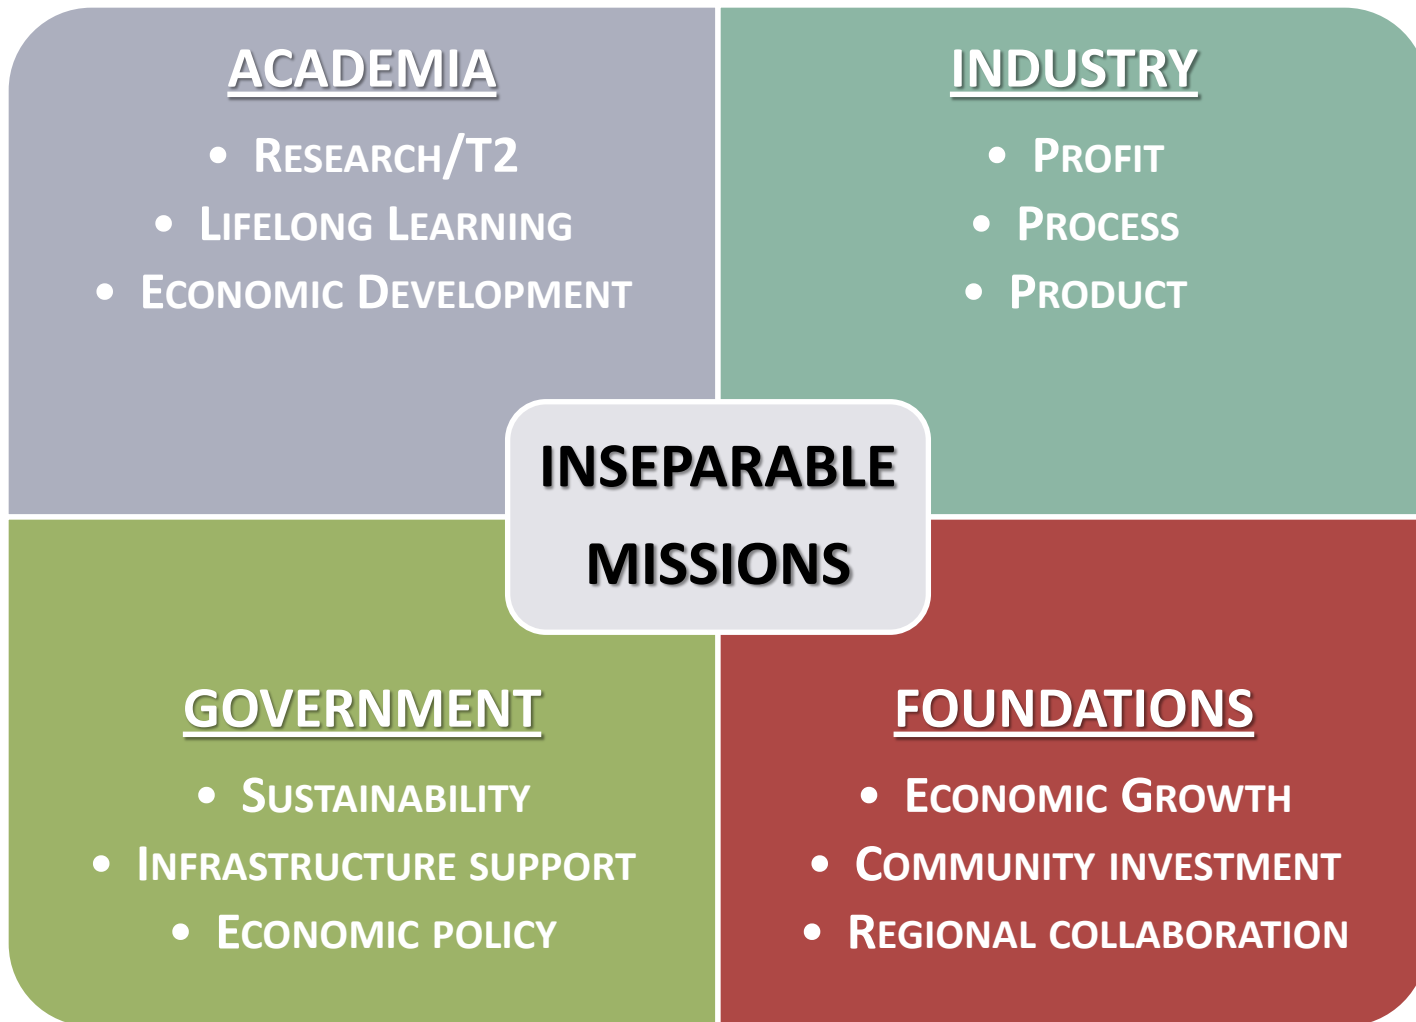 ACADEMIA
• RESEARCH/T2
• LIFELONG LEARNING
• ECONOMIC DEVELOPMENT
INDUSTRY
• PROFIT
• PROCESS
• PRODUCT
INSEPARABLE
MISSIONS
GOVERNMENT
• SUSTAINABILITY
• INFRASTRUCTURE SUPPORT
• ECONOMIC POLICY
FOUNDATIONS
• ECONOMIC GROWTH
• COMMUNITY INVESTMENT
• REGIONAL COLLABORATION